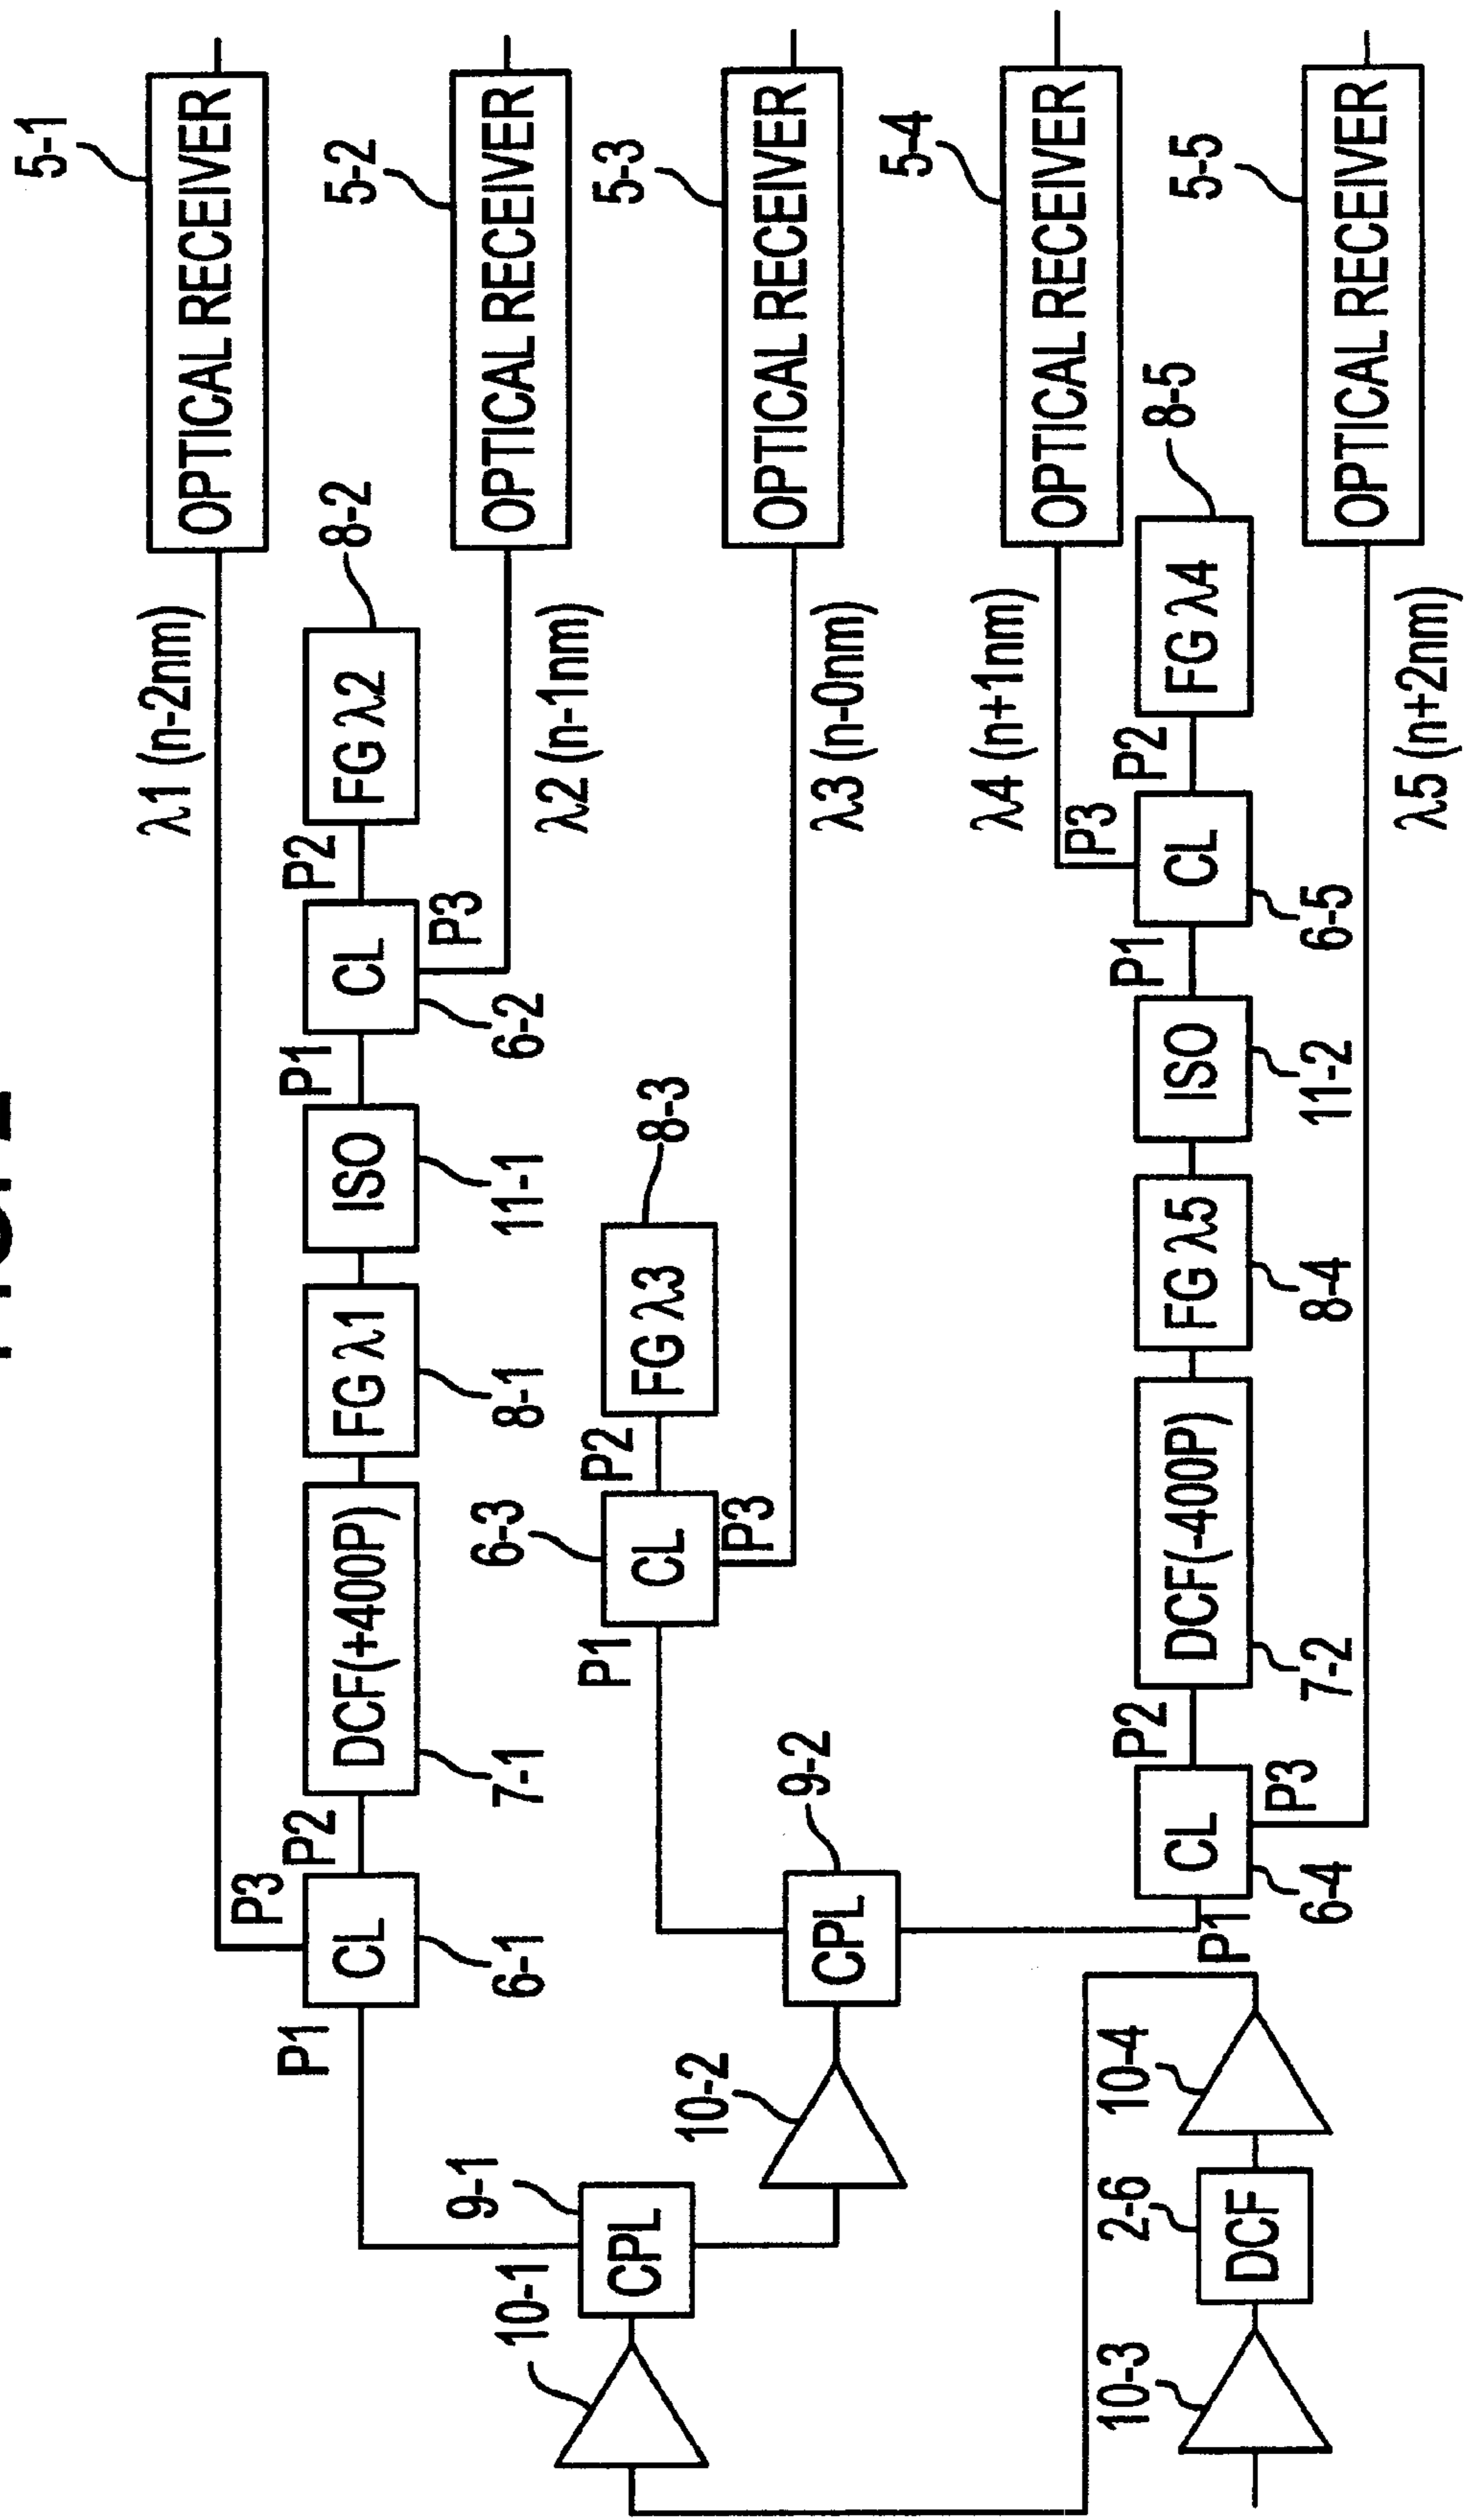 5-1
OPTICAL RECEIVER
λ1 (n-2nm)
8-2
FG λ2
P2
CL
P3
6-2
P1
ISO
11-1
FG λ1
8-1
DCF(+400P)
7-1
P2
P3
CL
6-1
P1
5-2
OPTICAL RECEIVER
λ2 (n-1nm)
5-3
OPTICAL RECEIVER
λ3 (n-0nm)
8-3
FG λ3
P2
6-3
CL
P3
P1
9-2
CPL
10-2
9-1
CPL
10-1
5-4
OPTICAL RECEIVER
λ4 (n+1nm)
8-5
FG λ4
P2
P3
CL
6-5
P1
ISO
11-2
FG λ5
8-4
DCF(-400P)
7-2
P2
CL
P3
6-4
P1
5-5
OPTICAL RECEIVER
λ5 (n+2nm)
10-4
2-6
DCF
10-3